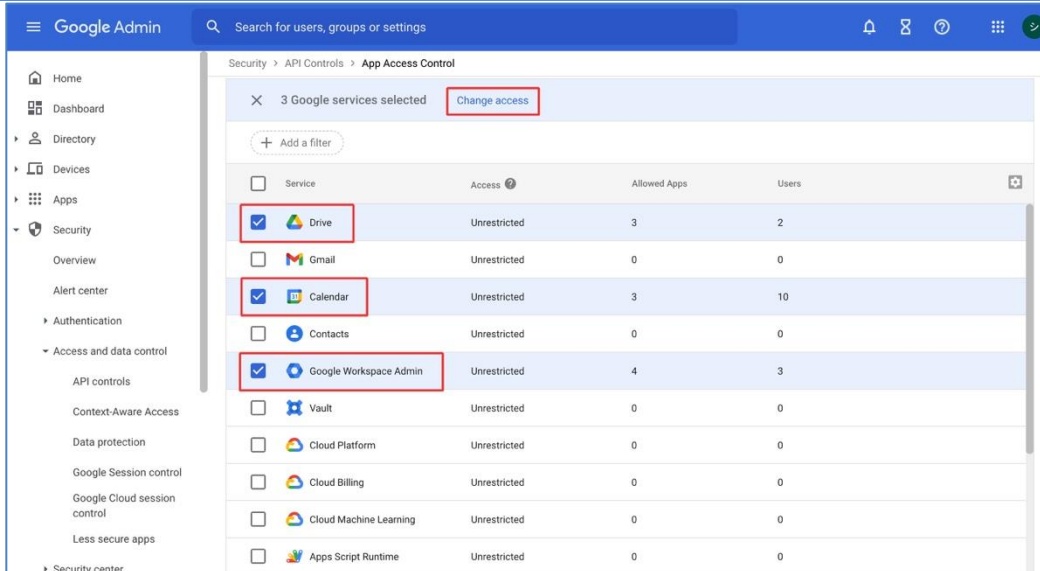 Google Admin
Search for users, groups or settings
シ
Home
Dashboard
Directory
Devices
Apps
Security
Overview
Alert center
Authentication
Access and data control
API controls
Context-Aware Access
Data protection
Google Session control
Google Cloud session
control
Less secure apps
Security center
Security > API Controls > App Access Control
3 Google services selected Change access
Add a filter
Service Access Allowed Apps Users
Drive Unrestricted 3 2
Gmail Unrestricted 0 0
Calendar Unrestricted 3 10
Contacts Unrestricted 0 0
Google Workspace Admin Unrestricted 4 3
Vault Unrestricted 0 0
Cloud Platform Unrestricted 0 0
Cloud Billing Unrestricted 0 0
Cloud Machine Learning Unrestricted 0 0
Apps Script Runtime Unrestricted 0 0